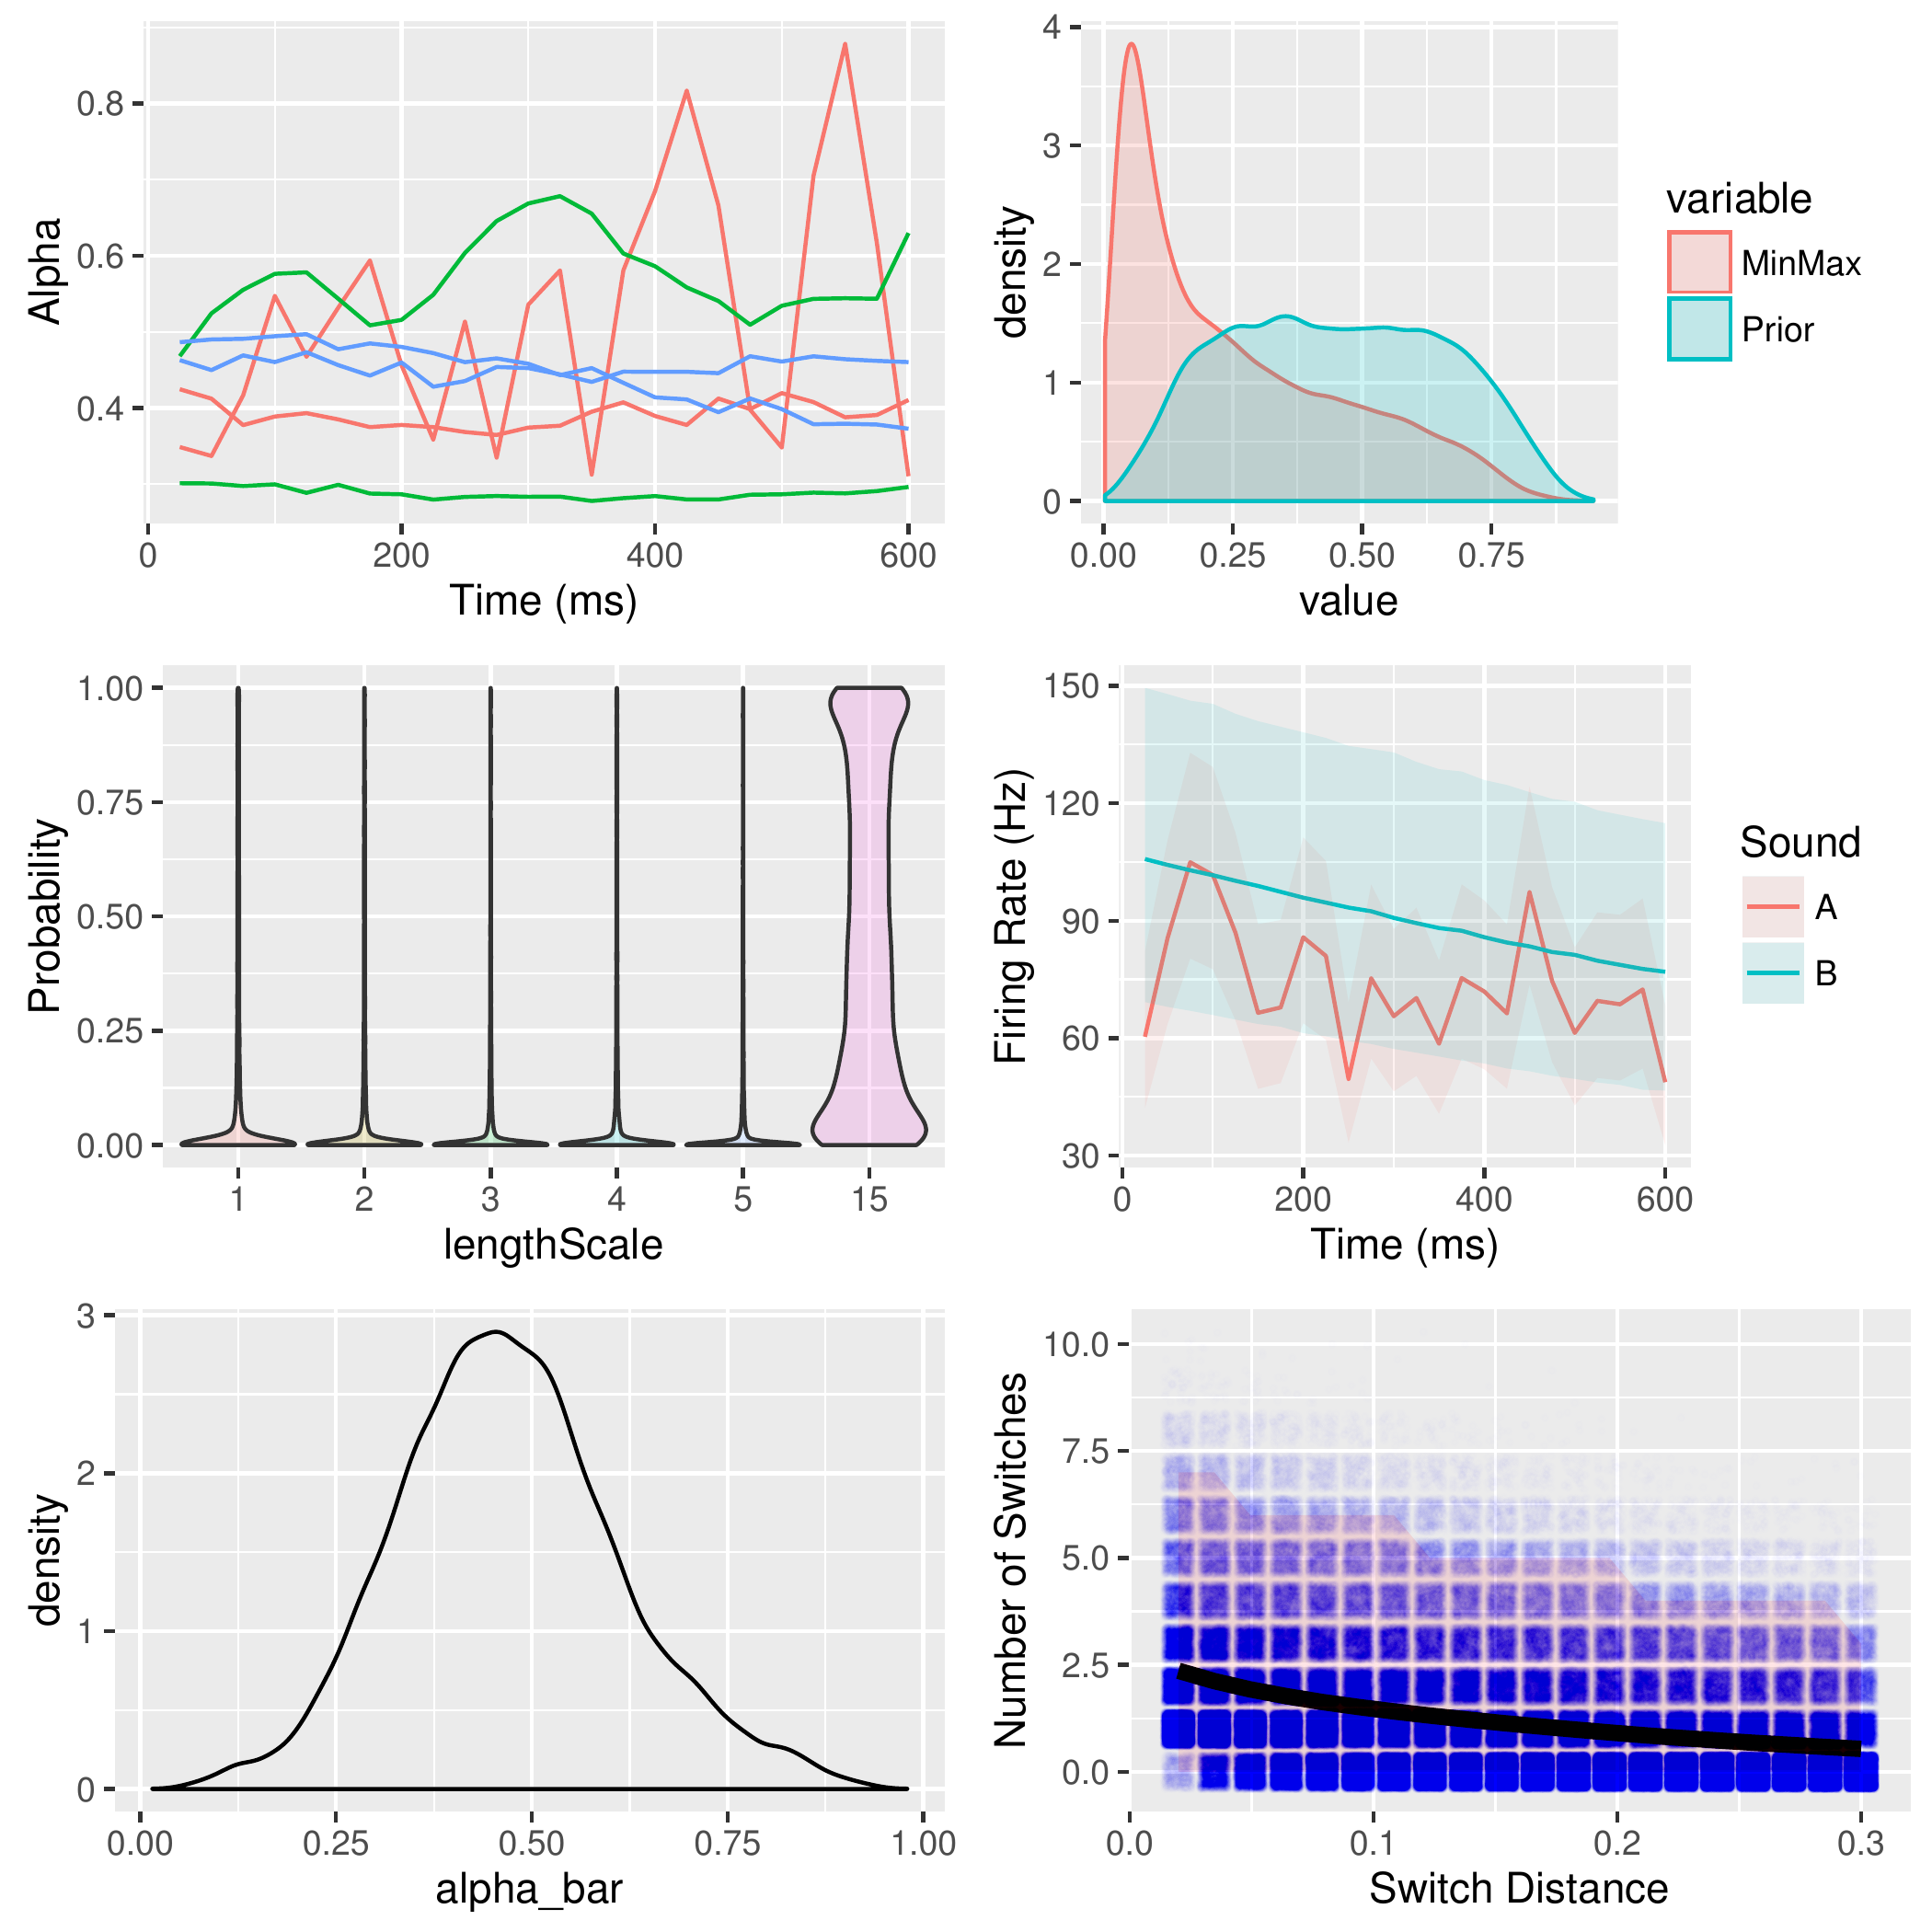 Alpha
0.8
0.6
0.4
0 200 400 600
Time (ms)
density
4
3
2
1
0
0.00 0.25 0.50 0.75
value
variable
MinMax
Prior
Probability
1.00
0.75
0.50
0.25
0.00
1 2 3 4 5 15
lengthScale
Firing Rate (Hz)
150
120
90
60
30
0 200 400 600
Time (ms)
Sound
A
B
density
3
2
1
0
0.00 0.25 0.50 0.75 1.00
alpha_bar
Number of Switches
10.0
7.5
5.0
2.5
0.0
0.0 0.1 0.2 0.3
Switch Distance